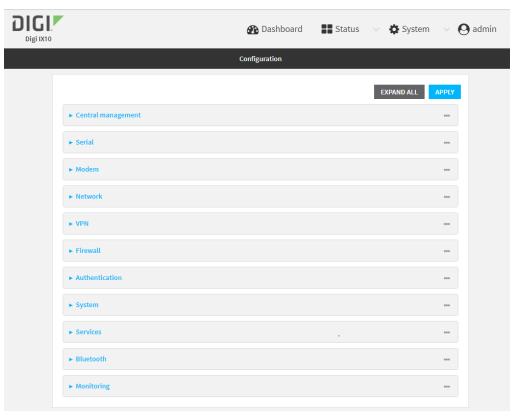 DIGI
Digi IX10
Dashboard Status System admin
Configuration
EXPAND ALL APPLY
Central management
Serial
Modem
Network
VPN
Firewall
Authentication
System
Services
Bluetooth
Monitoring